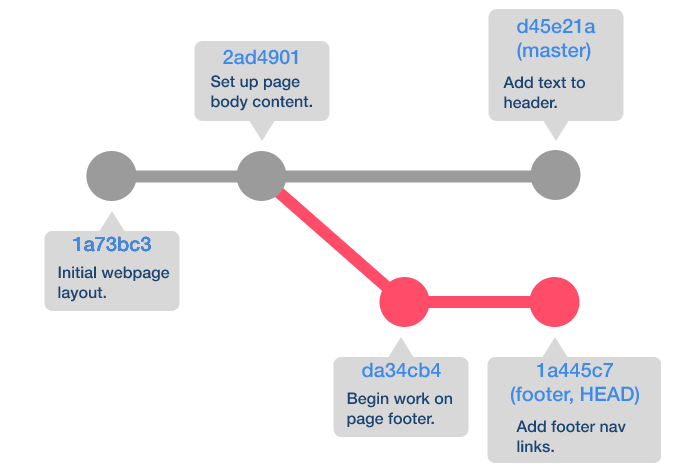 2ad4901
Set up page
body content.
d45e21a
(master)
Add text to
header.
1a73bc3
Initial webpage
layout.
da34cb4
Begin work on
page footer.
1a445c7
(footer, HEAD)
Add footer nav
links.